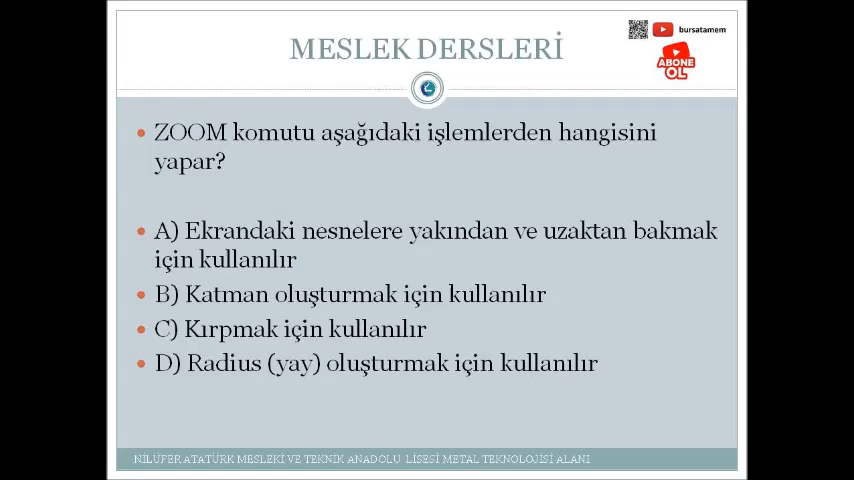 bursatamem
ABONE
OL
MESLEK DERSLERİ
• ZOOM komutu aşağıdaki işlemlerden hangisini
yapar?
• A) Ekrandaki nesnelere yakından ve uzaktan bakmak
için kullanılır
• B) Katman oluşturmak için kullanılır
• C) Kırpmak için kullanılır
• D) Radius (yay) oluşturmak için kullanılır
NİLÜFER ATATÜRK MESLEKİ VE TEKNIK ANADOLU LİSESİ METAL TEKNOLOJİSİ ALANI